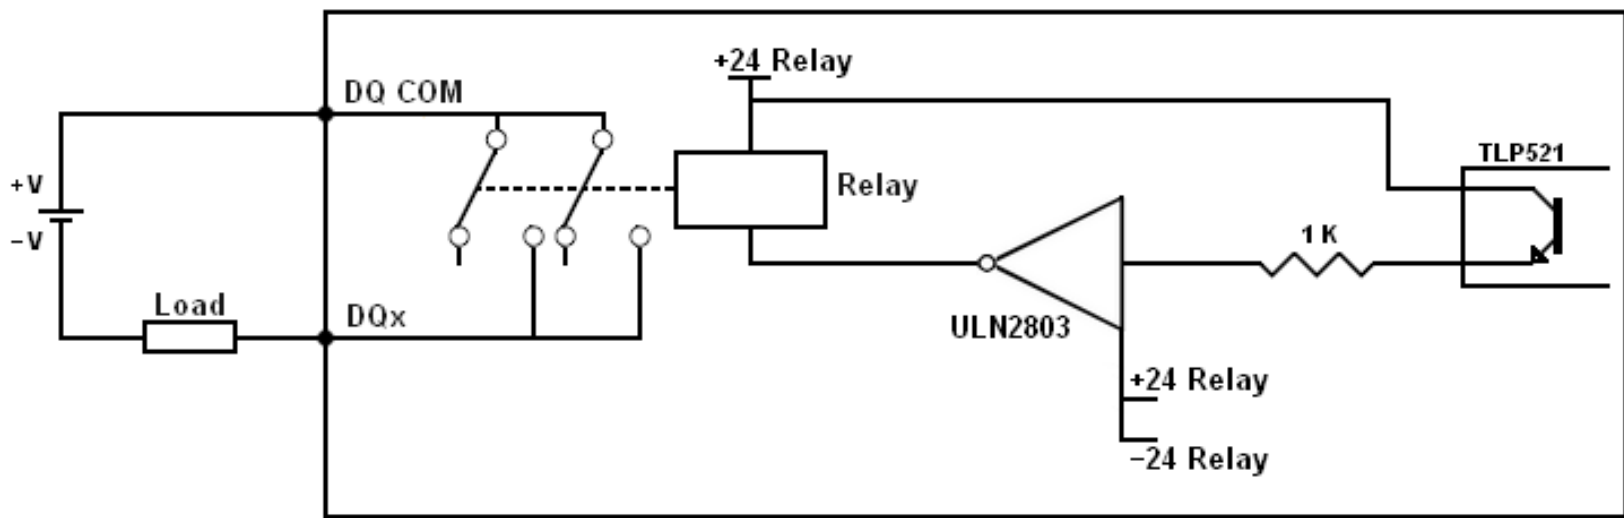 +24 Relay
DQ COM
TLP521
+V
Relay
−V
1 K
Load
DQx
ULN2803
+24 Relay
−24 Relay